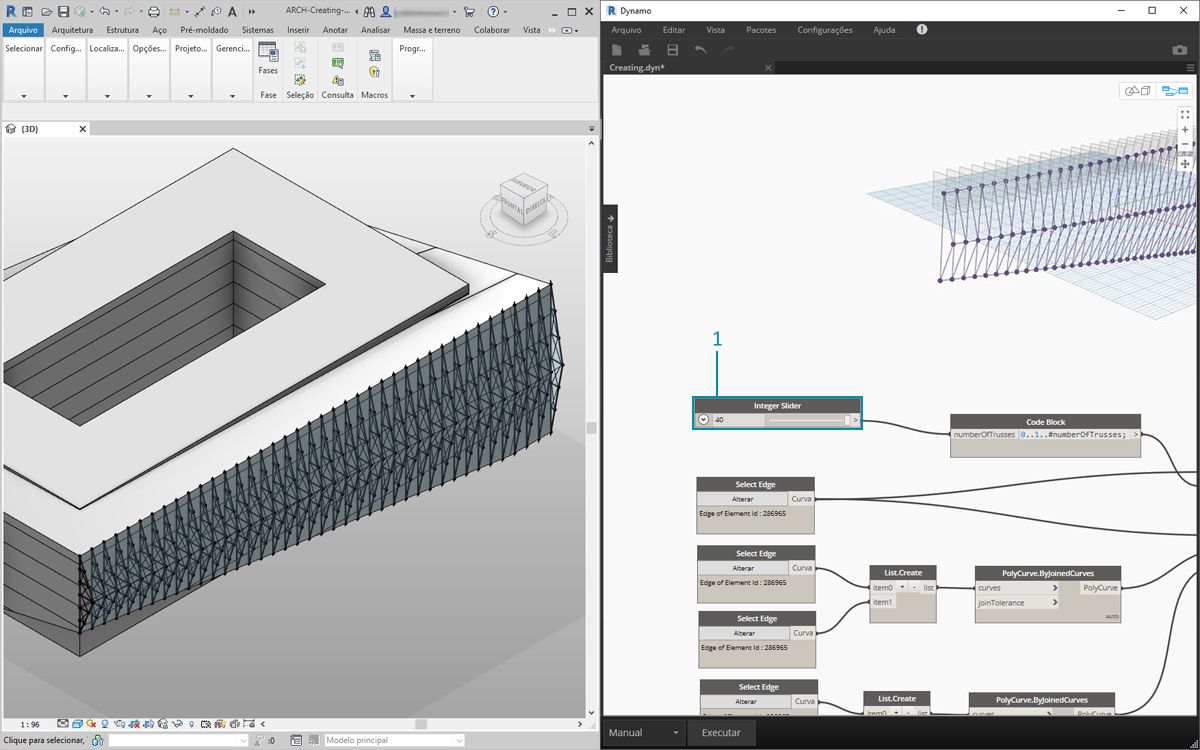 ARCH-Creating-...
Arquivo Arquitetura Estrutura Aço Pré-moldado Sistemas Inserir Anotar Analisar Massa e terreno Colaborar Vista
Selecionar Config... Localiza... Opções... Projeto... Gerenci... Fases Progr...
Fase Seleção Consulta Macros
{3D}
SUPERIOR
FRONTAL DIREITA
1 : 96
Clique para selecionar, :0 Modelo principal
Dynamo
Arquivo Editar Vista Pacotes Configurações Ajuda
Creating.dyn*
Biblioteca
1
Integer Slider
40 >
Code Block
numberOfTrusses 0..1..#numberOfTrusses; >
Select Edge
Alterar Curva
Edge of Element Id : 286965
Select Edge
Alterar Curva
Edge of Element Id : 286965
List.Create
item0 + - list
item1
PolyCurve.ByJoinedCurves
curves > PolyCurve
joinTolerance >
AUTO
Select Edge
Alterar Curva
Edge of Element Id : 286965
Select Edge
Alterar Curva
List.Create
item0 + - list
PolyCurve.ByJoinedCurves
curves > PolyCurve
Manual Executar